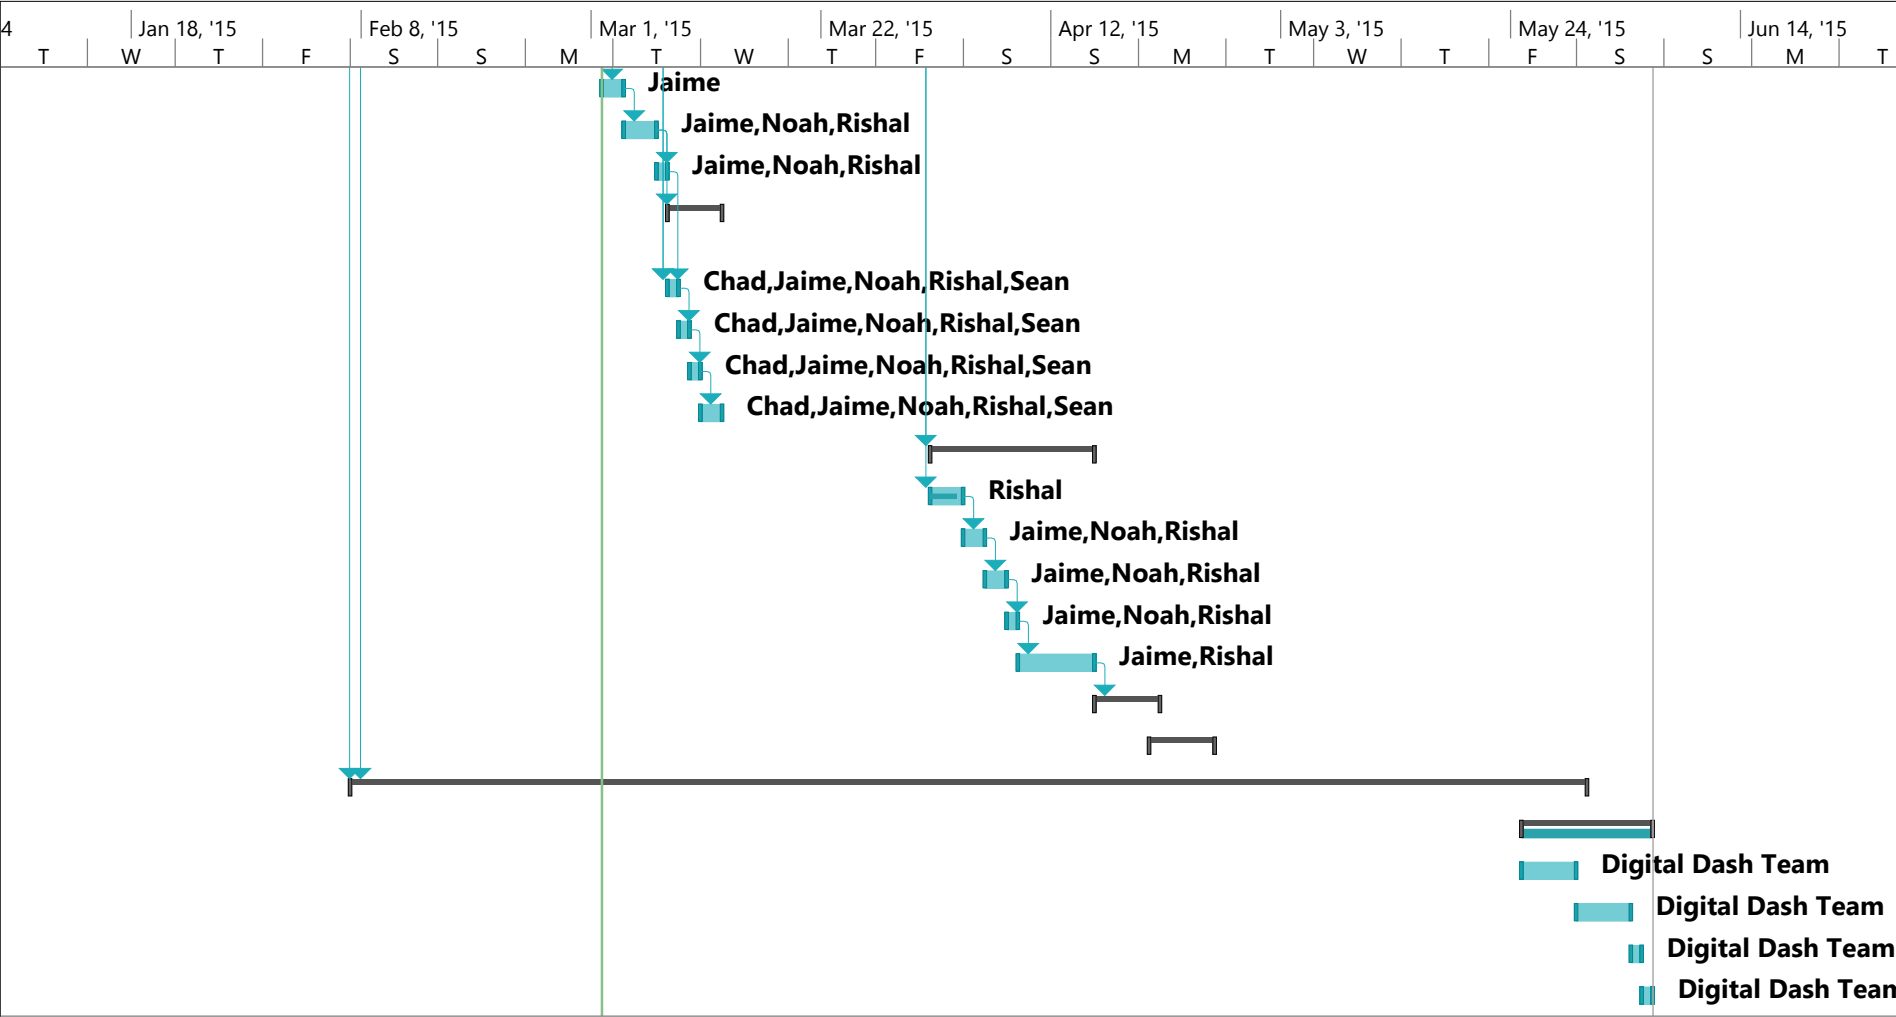 4 Jan 18, '15 Feb 8, '15 Mar 1, '15 Mar 22, '15 Apr 12, '15 May 3, '15 May 24, '15 Jun 14, '15
T W T F S S M T W T F S S M T W T F S S M T
Jaime
Jaime,Noah,Rishal
Jaime,Noah,Rishal
Chad,Jaime,Noah,Rishal,Sean
Chad,Jaime,Noah,Rishal,Sean
Chad,Jaime,Noah,Rishal,Sean
Chad,Jaime,Noah,Rishal,Sean
Rishal
Jaime,Noah,Rishal
Jaime,Noah,Rishal
Jaime,Noah,Rishal
Jaime,Rishal
Digital Dash Team
Digital Dash Team
Digital Dash Team
Digital Dash Team